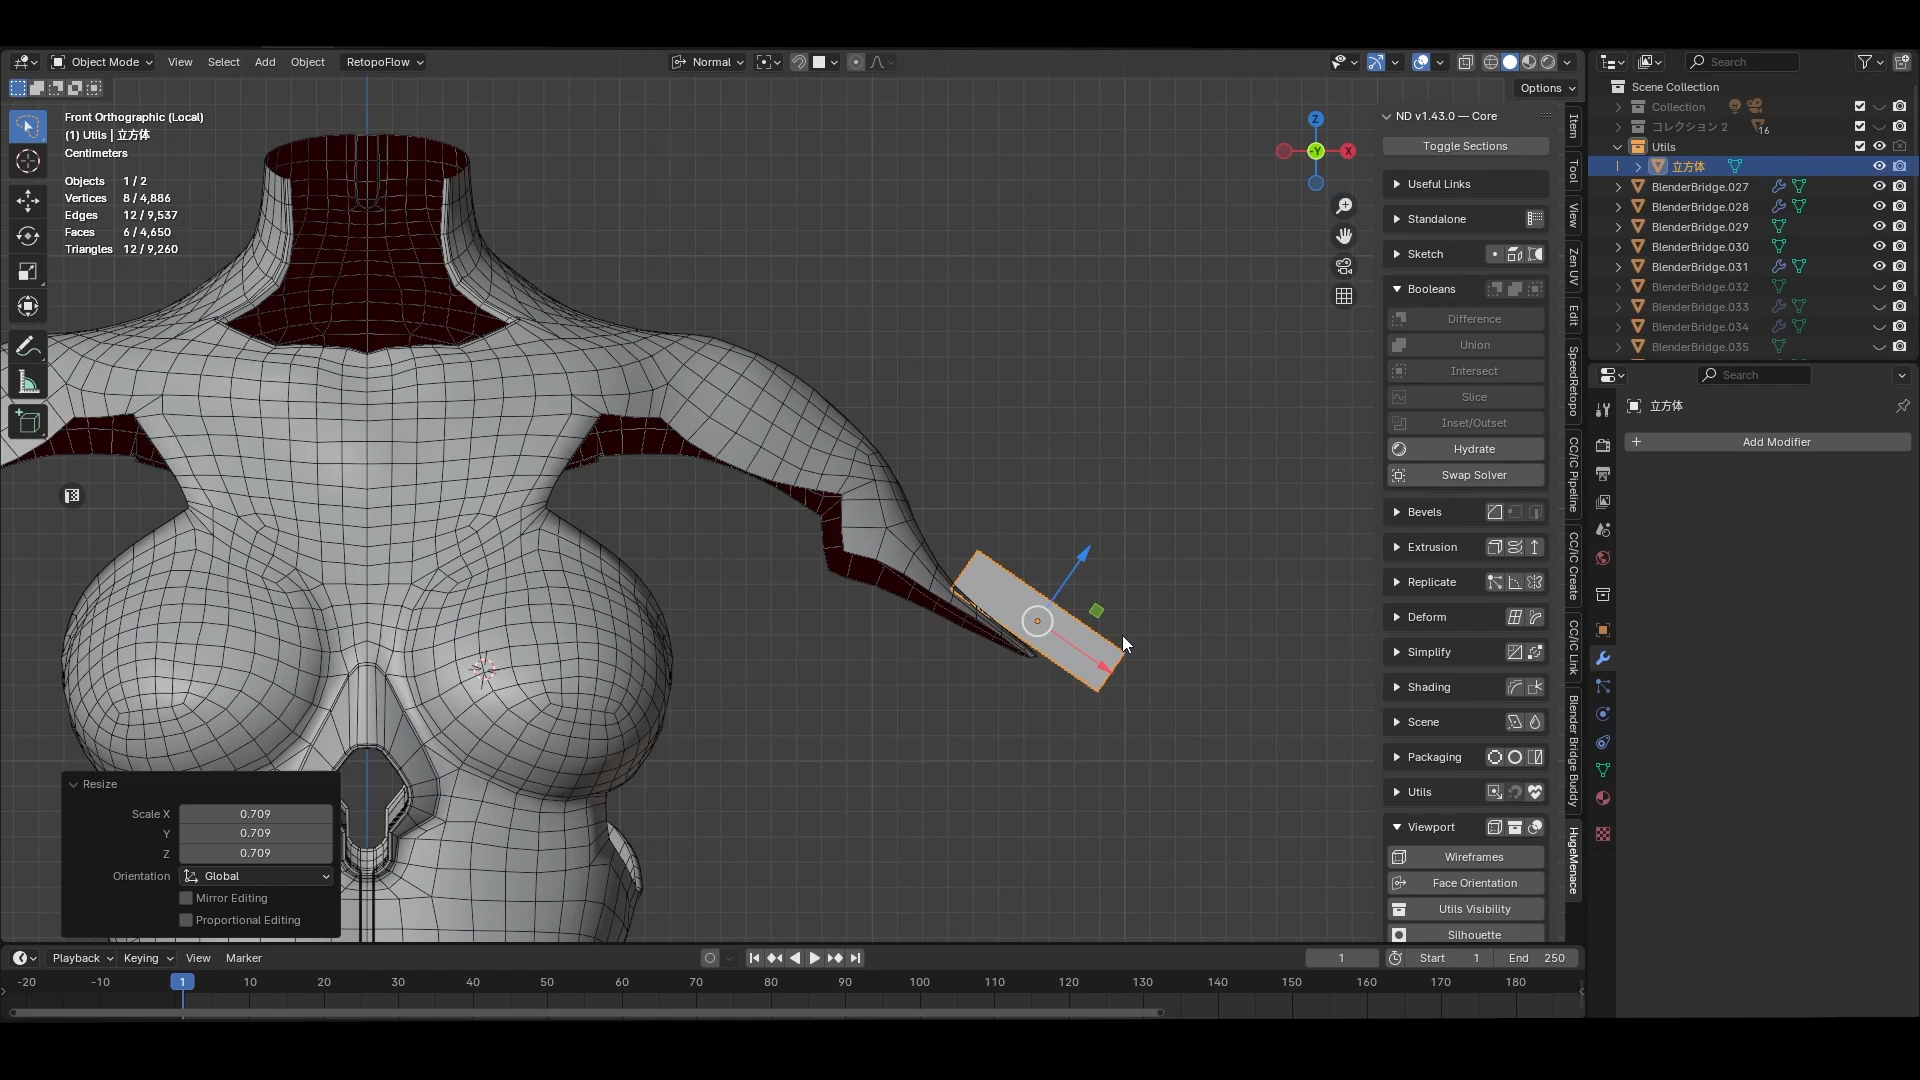 Object Mode
View
Select
Add
Object
RetopoFlow
Normal
Options
Front Orthographic (Local)
(1) Utils | 立方体
Centimeters
Objects 1 / 2
Vertices 8 / 4,886
Edges 12 / 9,537
Faces 6 / 4,650
Triangles 12 / 9,260
Z
X
-Y
ND v1.43.0 — Core
Toggle Sections
Useful Links
Standalone
Sketch
Booleans
Difference
Union
Intersect
Slice
Inset/Outset
Hydrate
Swap Solver
Bevels
Extrusion
Replicate
Deform
Simplify
Shading
Scene
Packaging
Utils
Viewport
Wireframes
Face Orientation
Utils Visibility
Silhouette
Item
Tool
View
Zen UV
Edit
SpeedRetopo
CC/iC Pipeline
CC/iC Create
CC/iC Link
Blender Bridge Buddy
HugeMenace
Resize
Scale X 0.709
Y 0.709
Z 0.709
Orientation Global
Mirror Editing
Proportional Editing
Playback
Keying
View
Marker
1
Start 1
End 250
-20 -10 1 10 20 30 40 50 60 70 80 90 100 110 120 130 140 150 160 170 180
Search
Scene Collection
Collection
コレクション 2
16
Utils
立方体
BlenderBridge.027
BlenderBridge.028
BlenderBridge.029
BlenderBridge.030
BlenderBridge.031
BlenderBridge.032
BlenderBridge.033
BlenderBridge.034
BlenderBridge.035
Search
立方体
Add Modifier